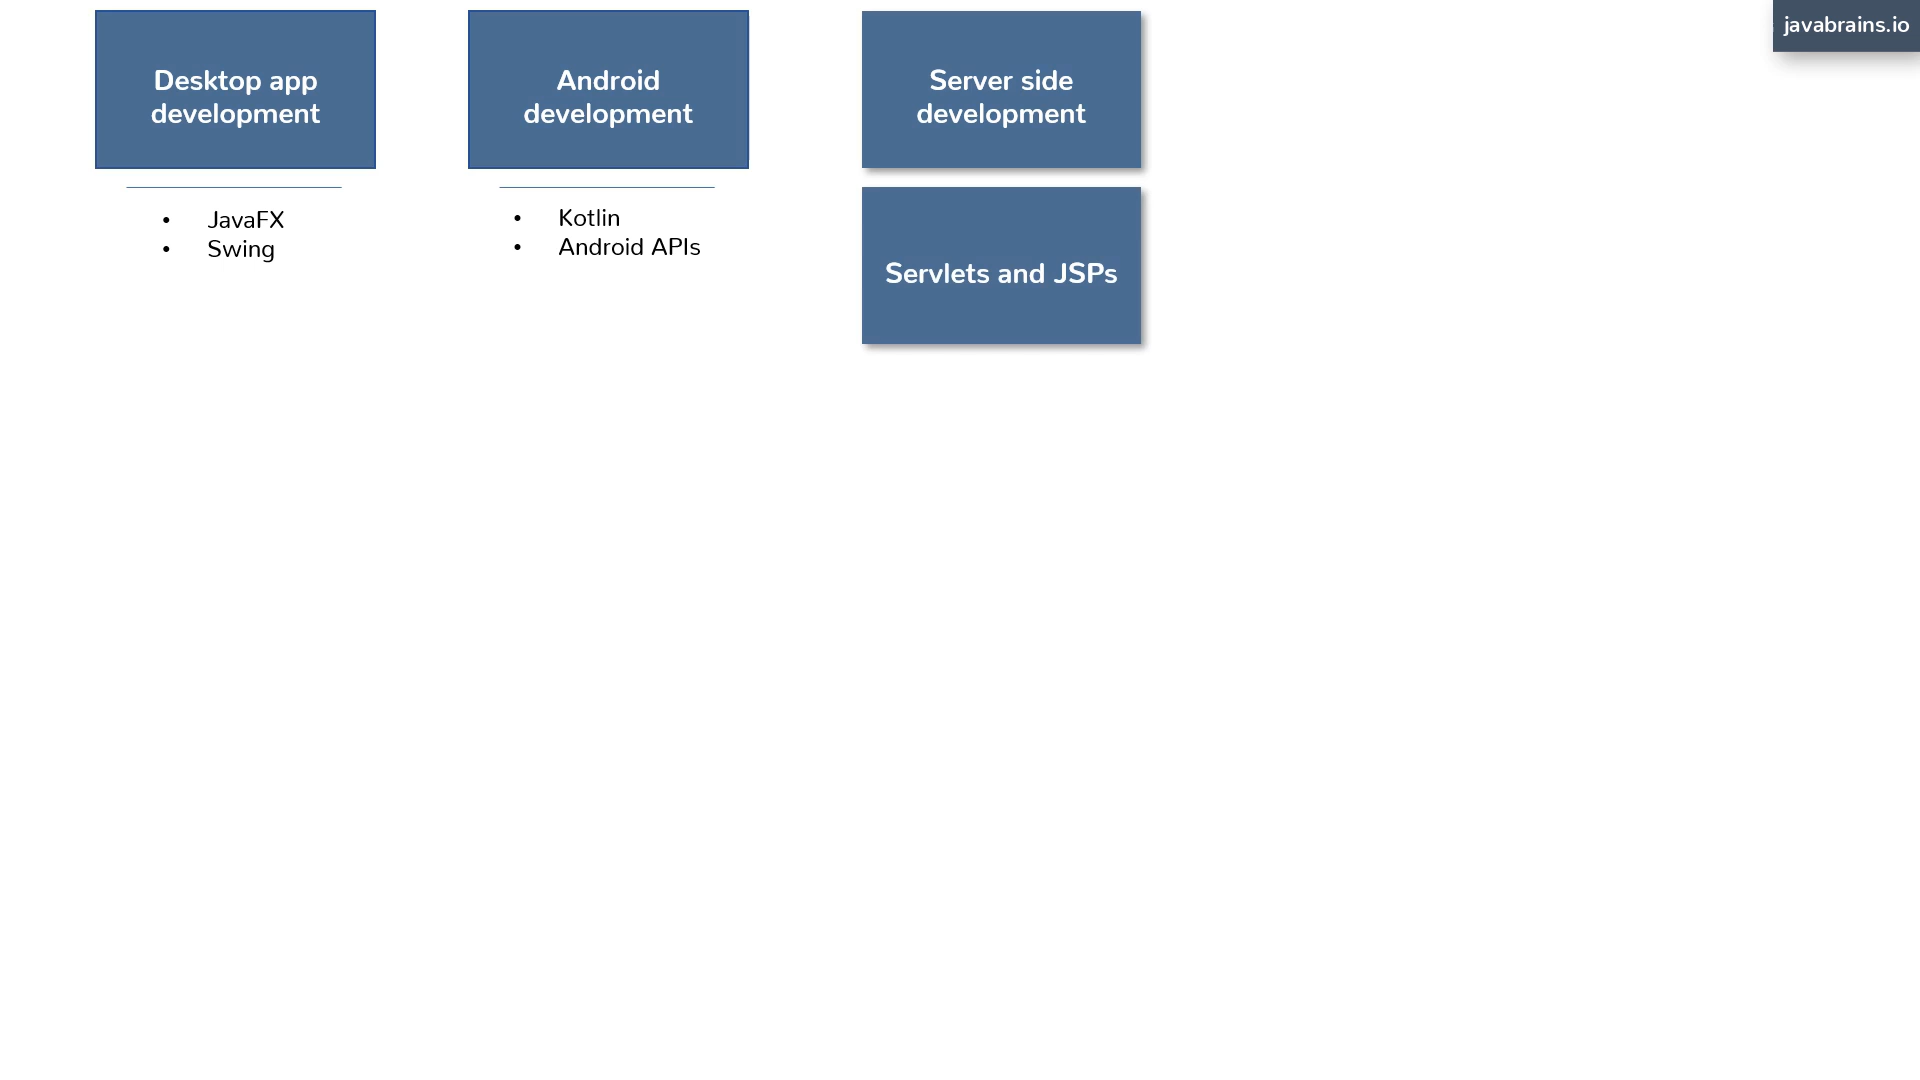 javabrains.io
Desktop app
development
• JavaFX
• Swing
Android
development
• Kotlin
• Android APIs
Server side
development
Servlets and JSPs